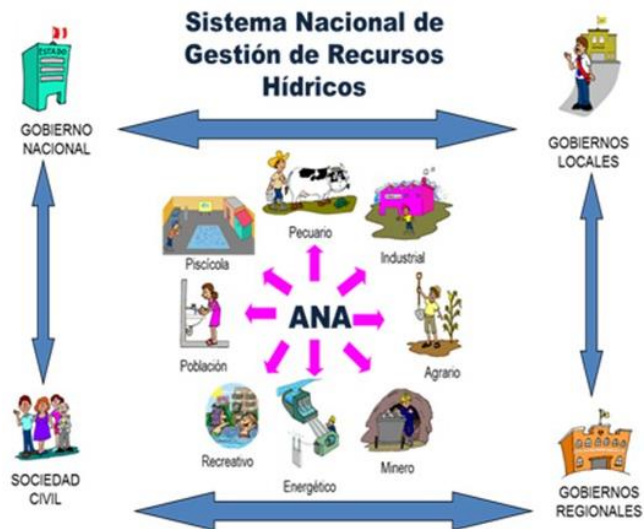 Sistema Nacional de
Gestión de Recursos
Hídricos
ESTADO
GOBIERNO
NACIONAL
GOBIERNOS
LOCALES
Pecuario
Piscícola
Industrial
ANA
Población
Agrario
Recreativo
Energético
Minero
SOCIEDAD
CIVIL
GOBIERNOS
REGIONALES